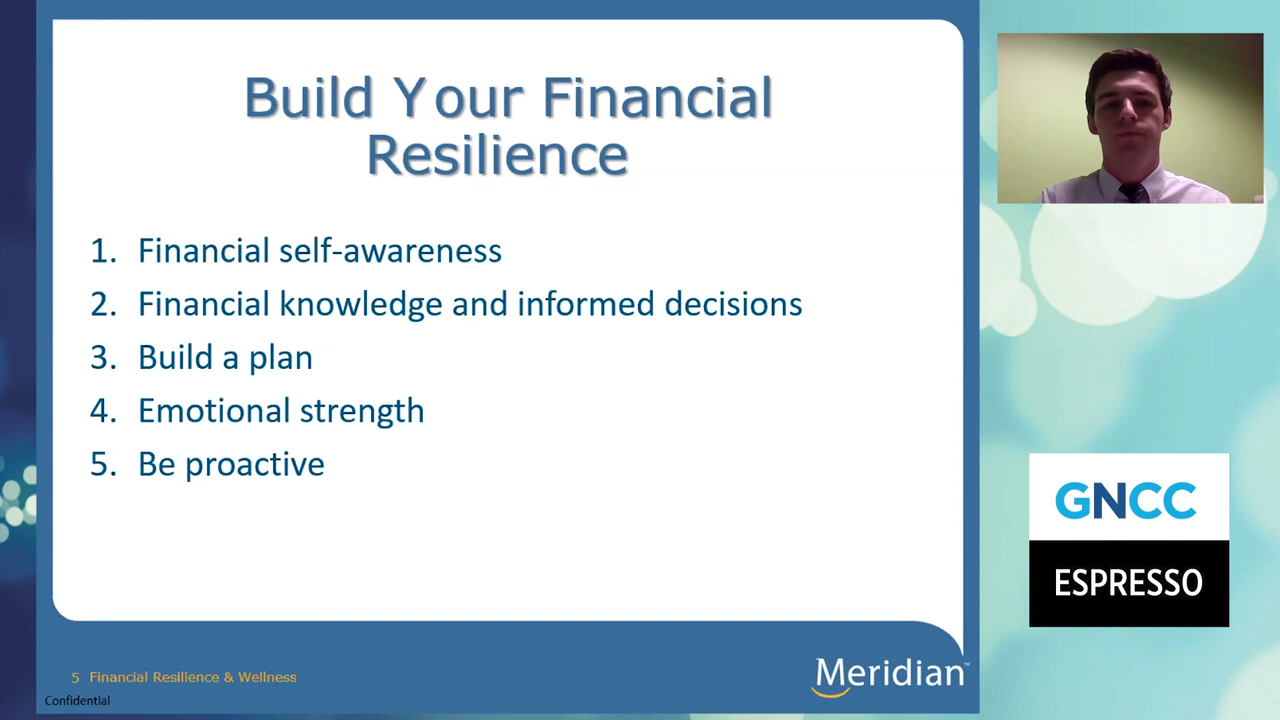 Build Your Financial
Resilience
1. Financial self-awareness
2. Financial knowledge and informed decisions
3. Build a plan
4. Emotional strength
5. Be proactive
5 Financial Resilience & Wellness
Confidential
Meridian™
GNCC
ESPRESSO